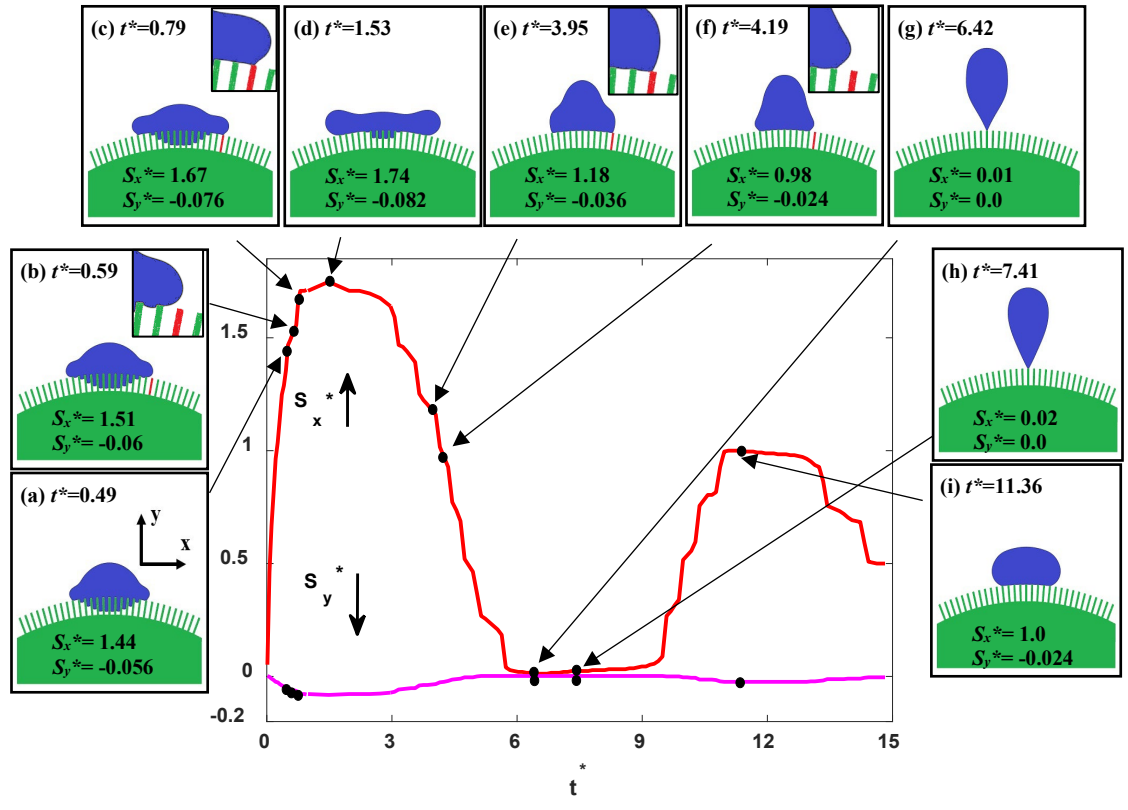 (c) t*=0.79
Sx*= 1.67
Sy*= -0.076
(d) t*=1.53
Sx*= 1.74
Sy*= -0.082
(e) t*=3.95
Sx*= 1.18
Sy*= -0.036
(f) t*=4.19
Sx*= 0.98
Sy*= -0.024
(g) t*=6.42
Sx*= 0.01
Sy*= 0.0
(b) t*=0.59
Sx*= 1.51
Sy*= -0.06
(a) t*=0.49
y
x
Sx*= 1.44
Sy*= -0.056
(h) t*=7.41
Sx*= 0.02
Sy*= 0.0
(i) t*=11.36
Sx*= 1.0
Sy*= -0.024
1.5
1
0.5
0
-0.2
Sx*
Sy*
0 3 6 9 12 15
t*